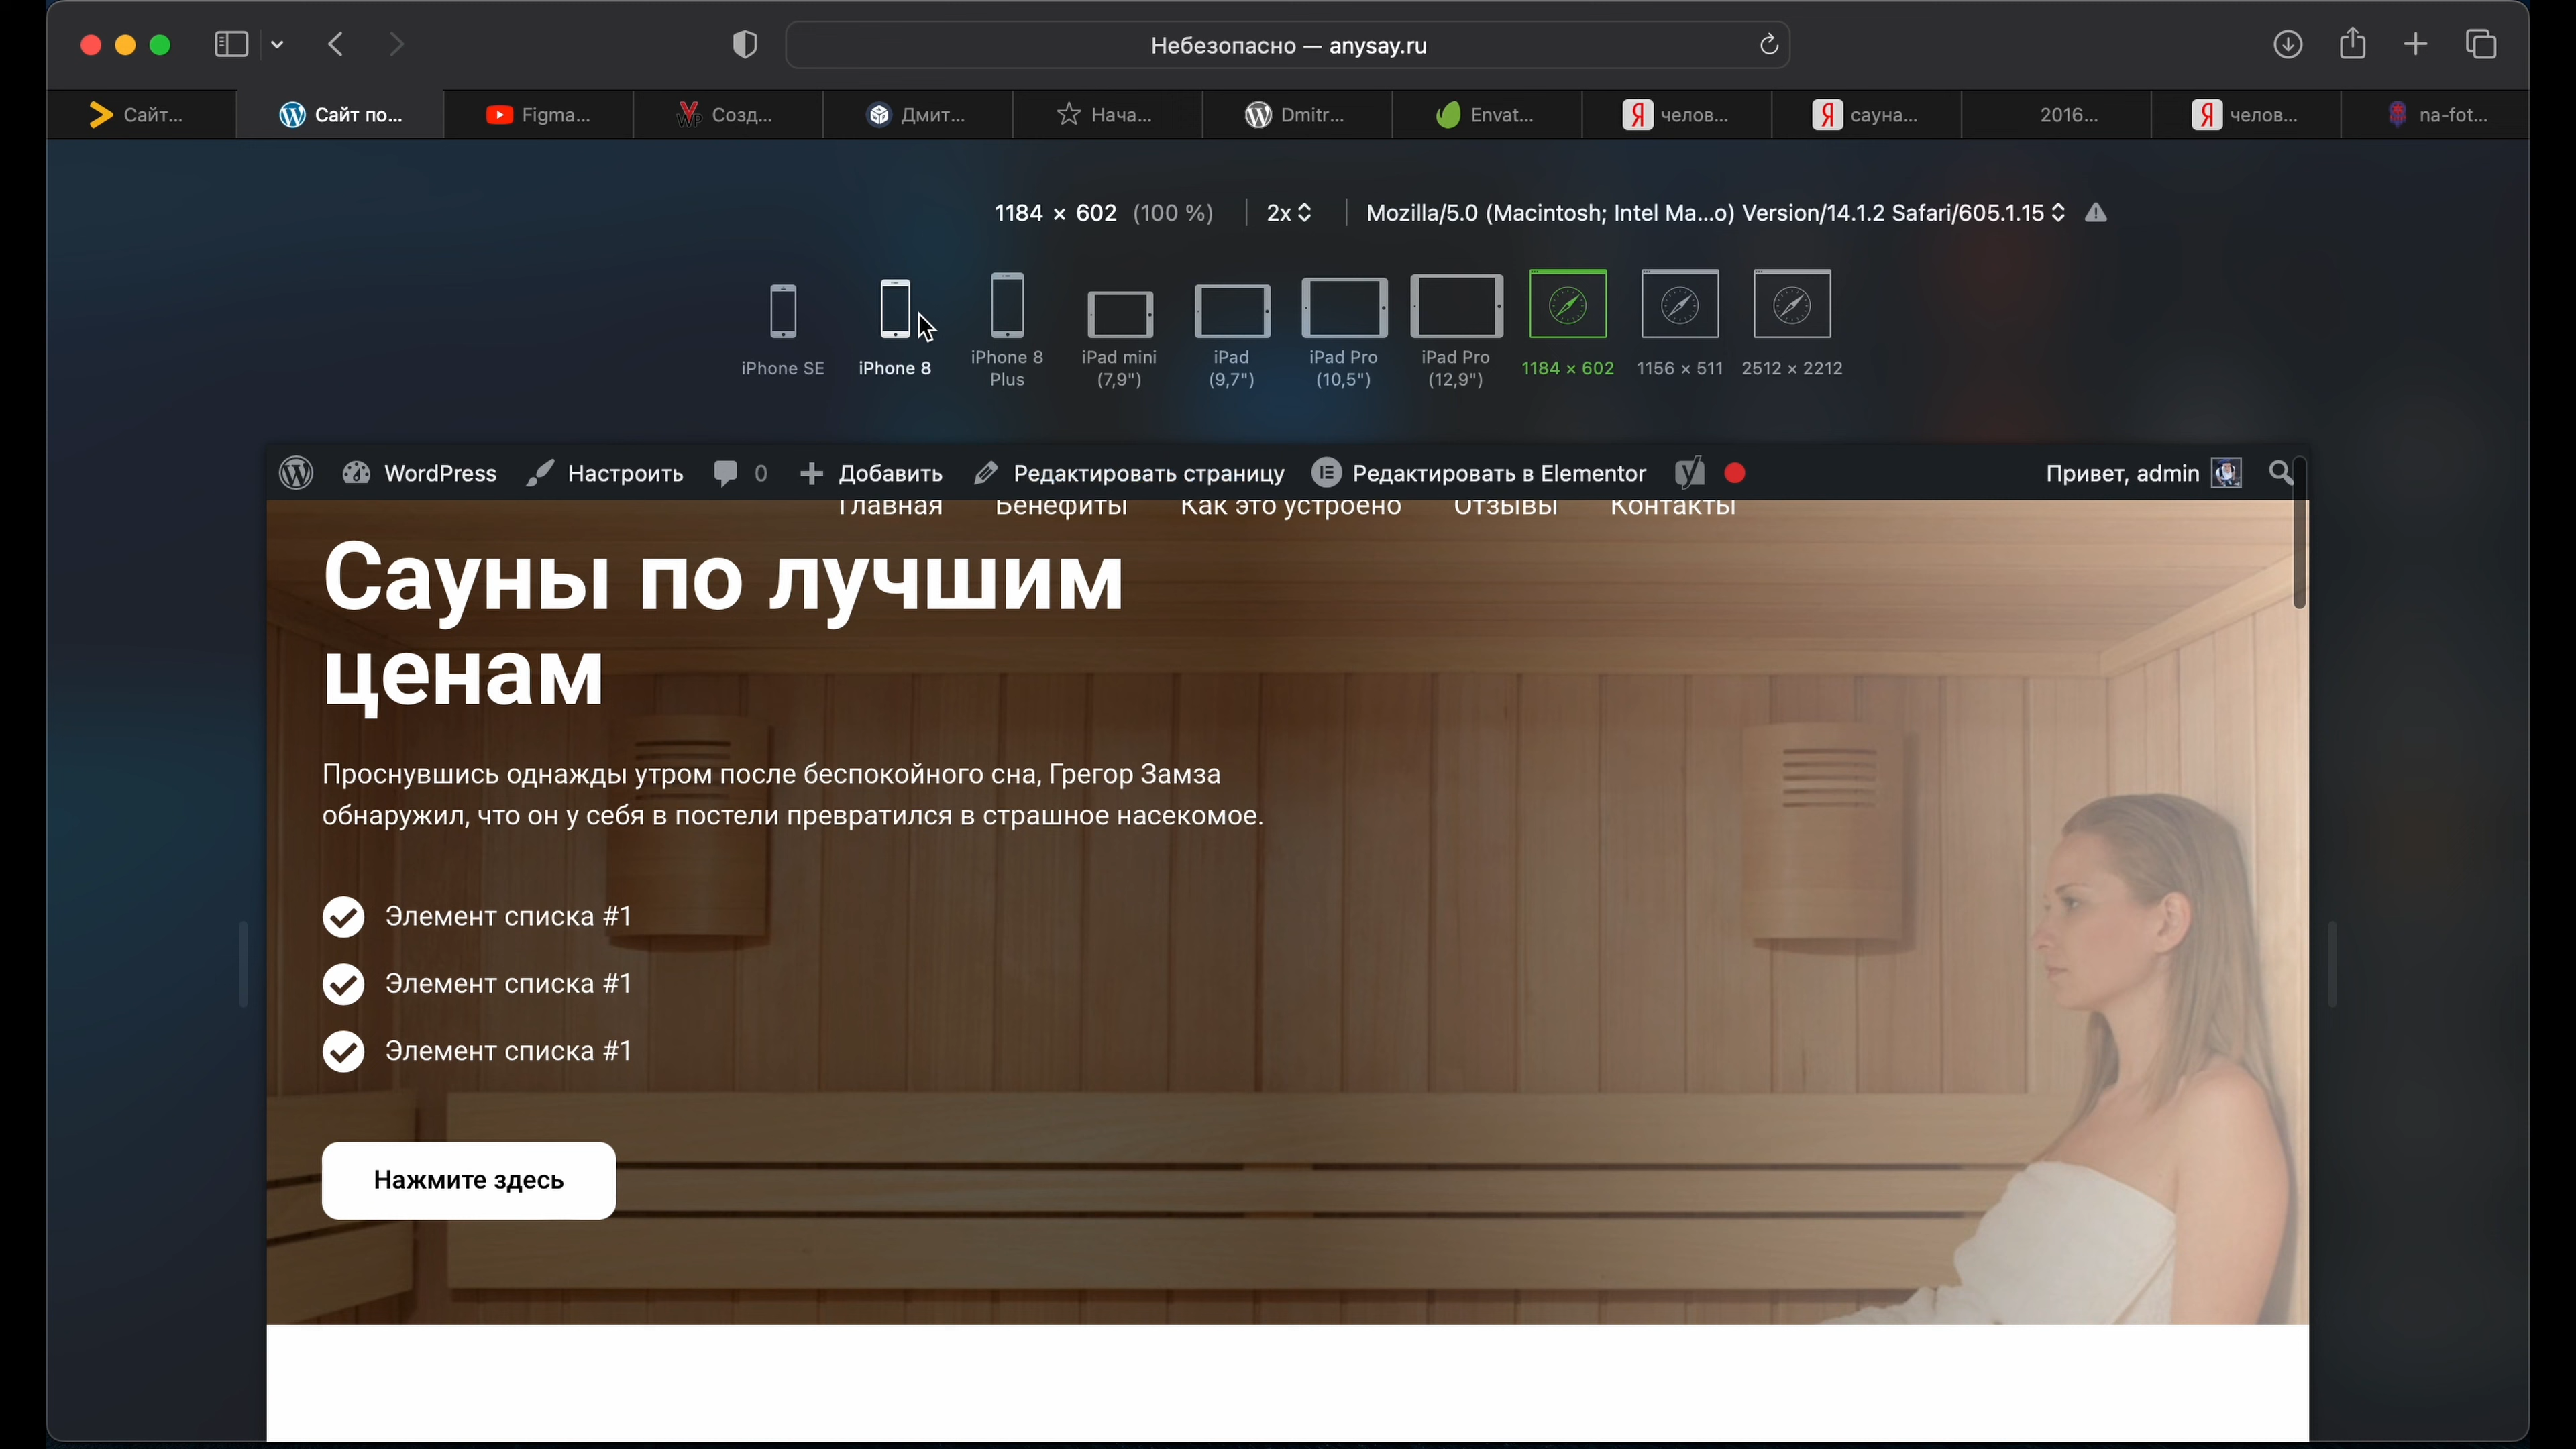 Небезопасно — anysay.ru
Сайт...
Сайт по...
Figma...
Созд...
Дмит...
Нача...
Dmitr...
Envat...
челов...
сауна...
2016...
челов...
na-fot...
1184 × 602 (100 %)
2x
Mozilla/5.0 (Macintosh; Intel Ma...o) Version/14.1.2 Safari/605.1.15
iPhone SE
iPhone 8
iPhone 8
Plus
iPad mini
(7,9")
iPad
(9,7")
iPad Pro
(10,5")
iPad Pro
(12,9")
1184 × 602
1156 × 511
2512 × 2212
WordPress
Настроить
0
Добавить
Редактировать страницу
Редактировать в Elementor
Привет, admin
Главная
Бенефиты
Как это устроено
Отзывы
Контакты
Сауны по лучшим
ценам
Проснувшись однажды утром после беспокойного сна, Грегор Замза
обнаружил, что он у себя в постели превратился в страшное насекомое.
Элемент списка #1
Элемент списка #1
Элемент списка #1
Нажмите здесь